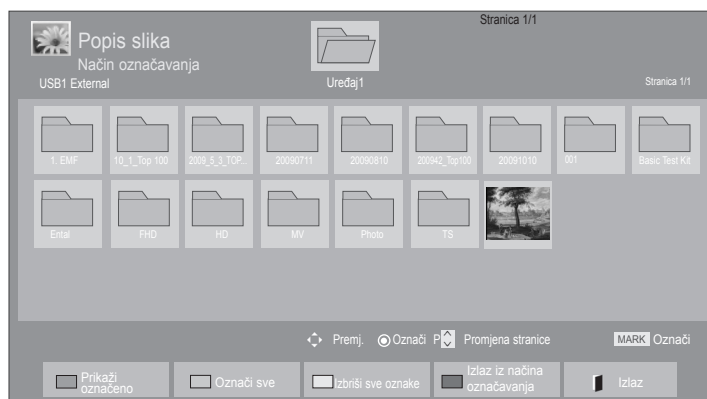 Stranica 1/1
Popis slika
Način označavanja
USB1 External
Uređaj1
Stranica 1/1
1. EMF
10_1_Top 100
2009_5_3_TOP...
20090711
20090810
200942_Top100
20091010
001
Basic Test Kit
Ental
FHD
HD
MV
Photo
TS
Premj. Označi P Promjena stranice MARK Označi
Prikaži
označeno
Označi sve
Izbriši sve oznake
Izlaz iz načina
označavanja
Izlaz